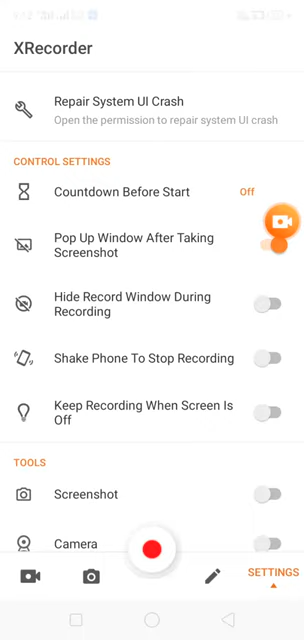 XRecorder
Repair System UI Crash
Open the permission to repair system UI crash
CONTROL SETTINGS
Countdown Before Start
Off
Pop Up Window After Taking
Screenshot
Hide Record Window During
Recording
Shake Phone To Stop Recording
Keep Recording When Screen Is
Off
TOOLS
Screenshot
Camera
SETTINGS